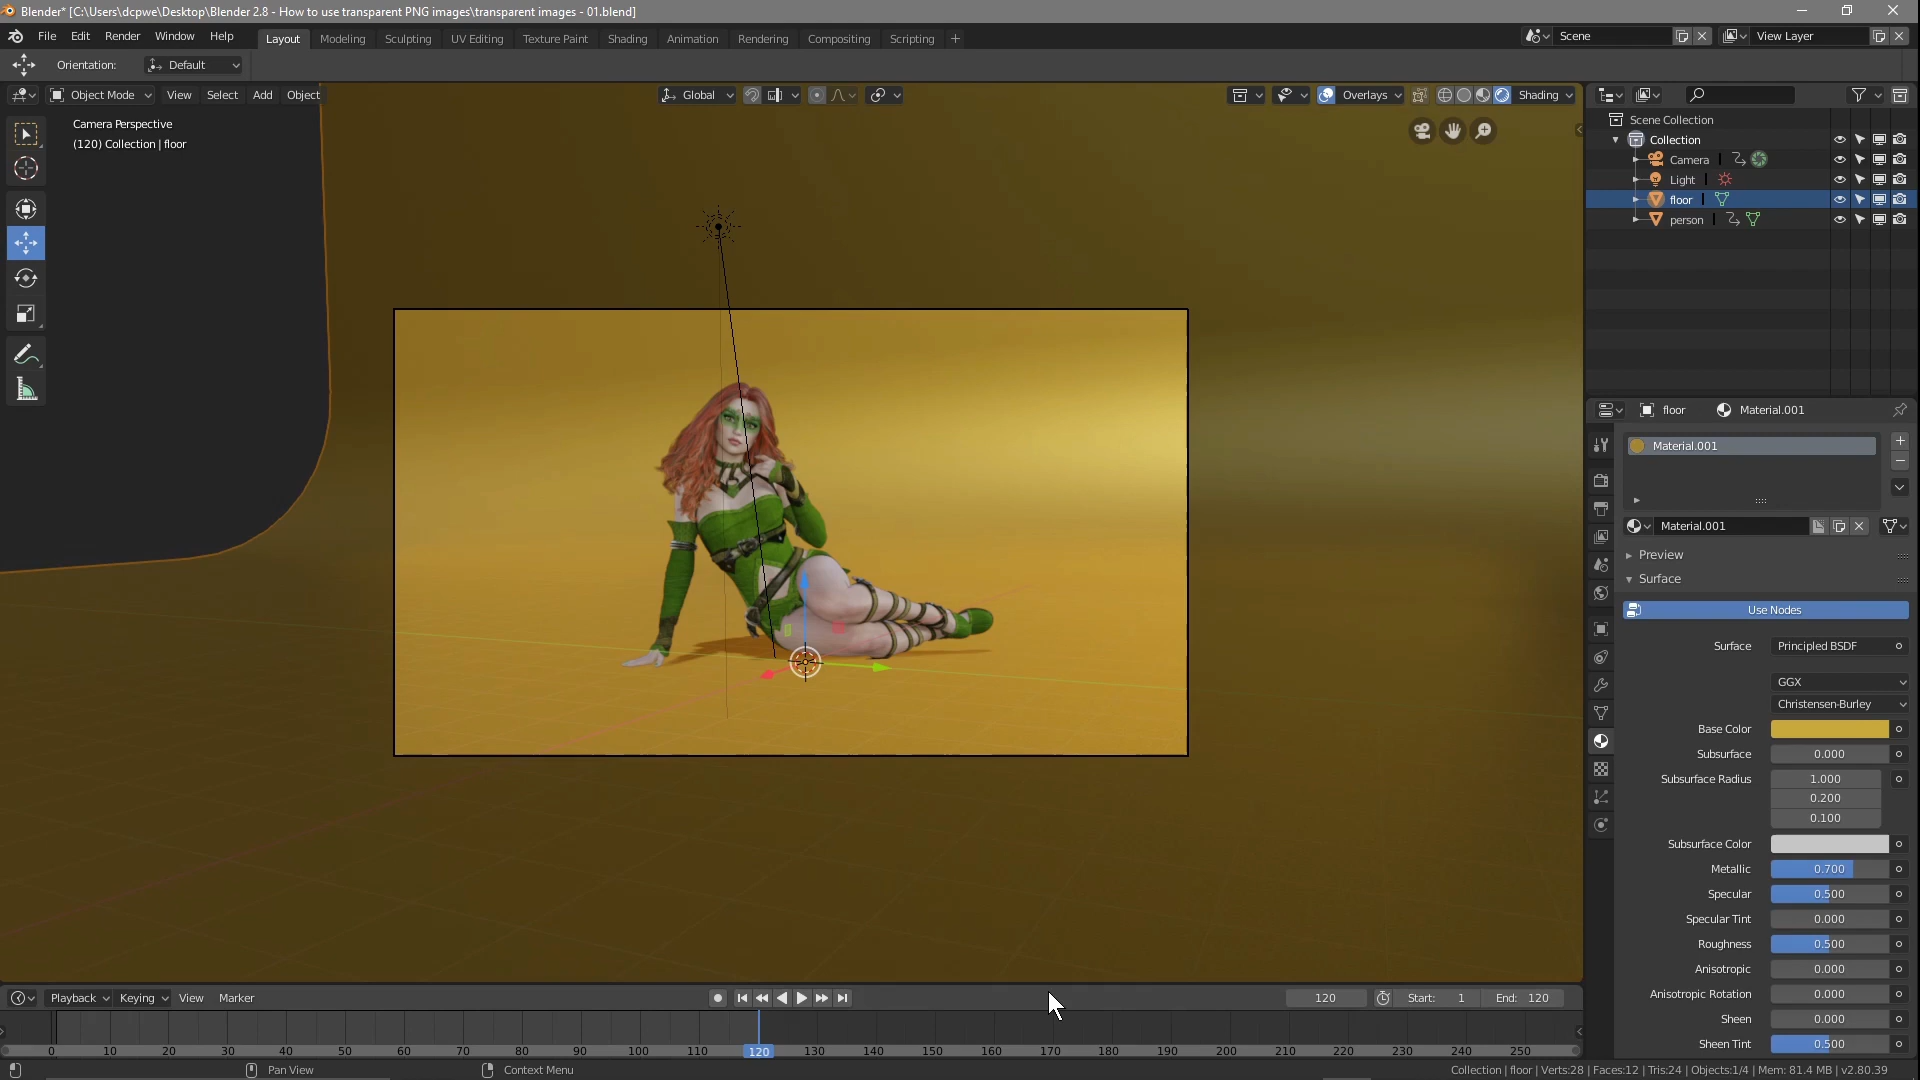 Blender* [C:\Users\dcpwe\Desktop\Blender 2.8 - How to use transparent PNG images\transparent images - 01.blend]
File Edit Render Window Help Layout Modeling Sculpting UV Editing Texture Paint Shading Animation Rendering Compositing Scripting + Scene View Layer
Orientation: Default
Object Mode View Select Add Object Global Overlays Shading
Camera Perspective
(120) Collection | floor
Scene Collection
Collection
Camera
Light
floor
person
floor Material.001
Material.001
Material.001
Preview
Surface
Use Nodes
Surface Principled BSDF
GGX
Christensen-Burley
Base Color
Subsurface 0.000
Subsurface Radius 1.000
0.200
0.100
Subsurface Color
Metallic 0.700
Specular 0.500
Specular Tint 0.000
Roughness 0.500
Anisotropic 0.000
Anisotropic Rotation 0.000
Sheen 0.000
Sheen Tint 0.500
Playback Keying View Marker 120 Start: 1 End: 120
0 10 20 30 40 50 60 70 80 90 100 110 120 130 140 150 160 170 180 190 200 210 220 230 240 250
Pan View Context Menu Collection | floor | Verts:28 | Faces:12 | Tris:24 | Objects:1/4 | Mem: 81.4 MB | v2.80.39